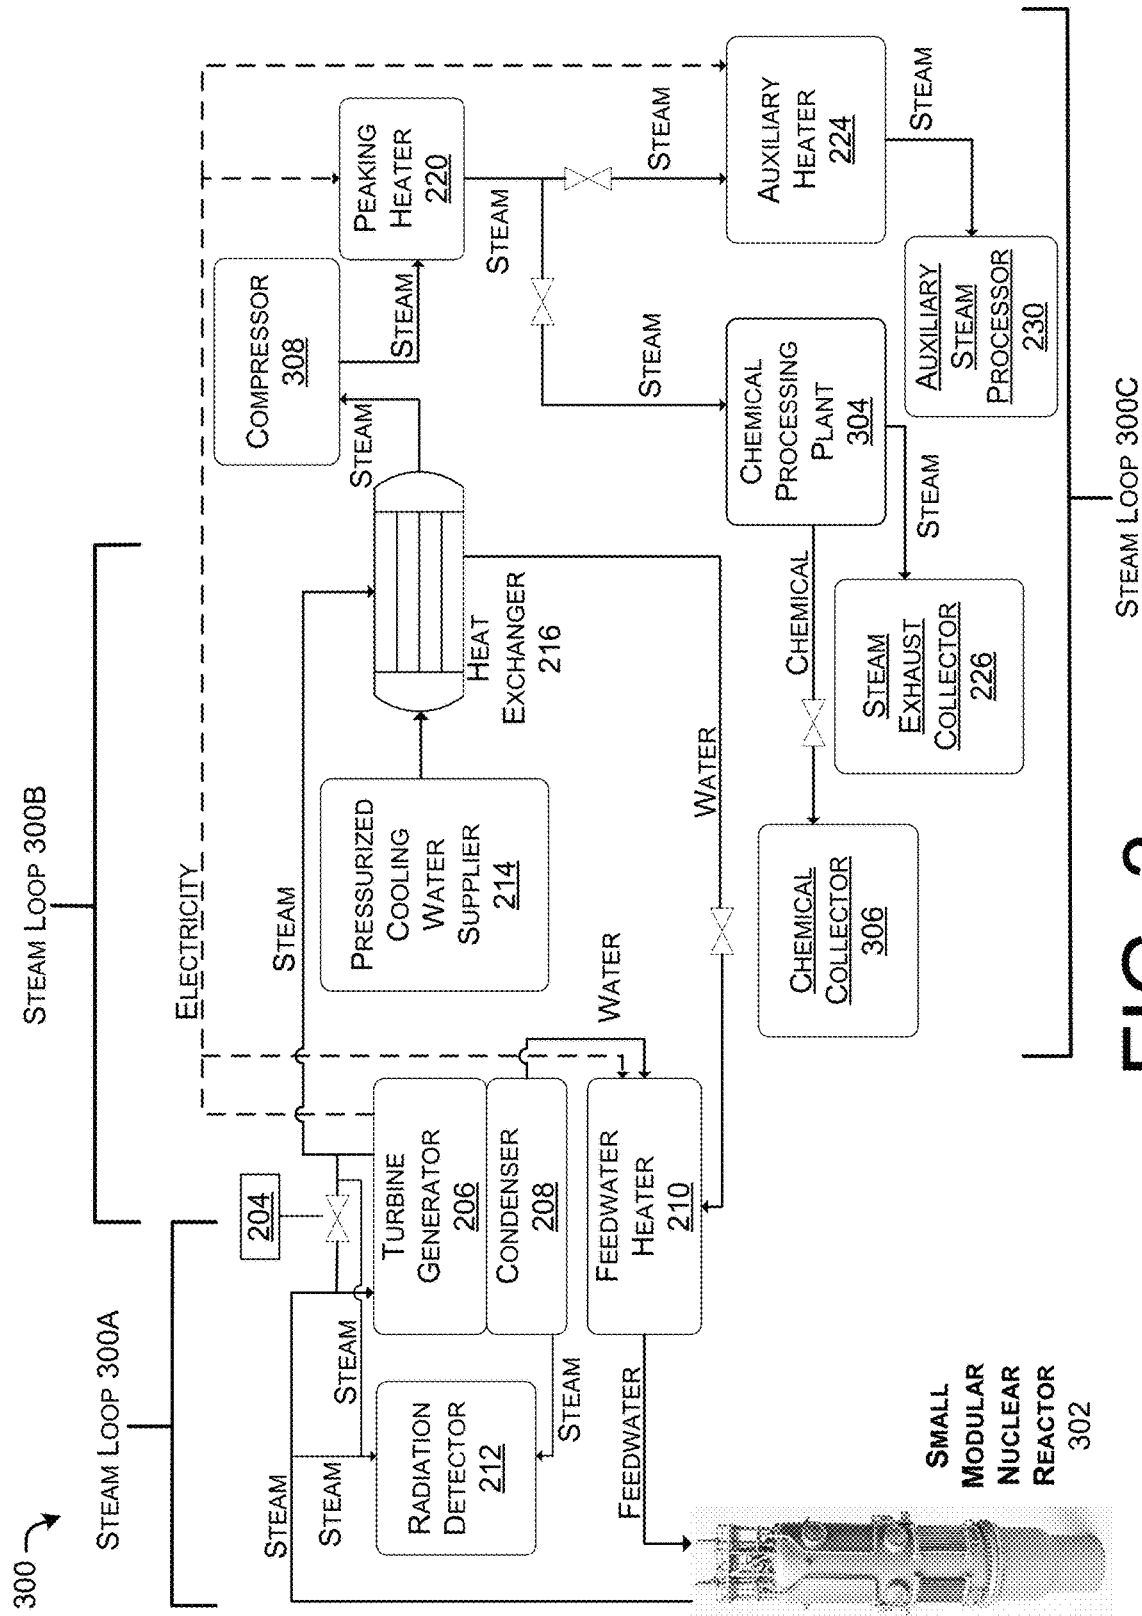 300
STEAM LOOP 300A
STEAM LOOP 300B
STEAM LOOP 300C
ELECTRICITY
204
STEAM
STEAM
STEAM
STEAM
STEAM
RADIATION
DETECTOR
212
TURBINE
GENERATOR
206
CONDENSER
208
WATER
FEEDWATER
HEATER
210
FEEDWATER
SMALL
MODULAR
NUCLEAR
REACTOR
302
PRESSURIZED
COOLING
WATER
SUPPLIER
214
HEAT
EXCHANGER
216
WATER
STEAM
COMPRESSOR
308
STEAM
PEAKING
HEATER
220
STEAM
STEAM
STEAM
AUXILIARY
HEATER
224
STEAM
AUXILIARY
STEAM
PROCESSOR
230
CHEMICAL
PROCESSING
PLANT
304
STEAM
CHEMICAL
STEAM
EXHAUST
COLLECTOR
226
CHEMICAL
COLLECTOR
306